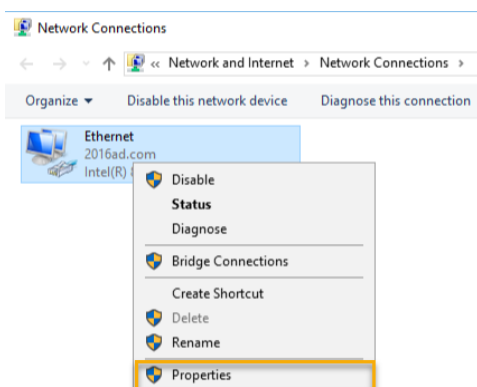 Network Connections
« Network and Internet > Network Connections >
Organize Disable this network device Diagnose this connection
Ethernet
2016ad.com
Intel(R)
Disable
Status
Diagnose
Bridge Connections
Create Shortcut
Delete
Rename
Properties